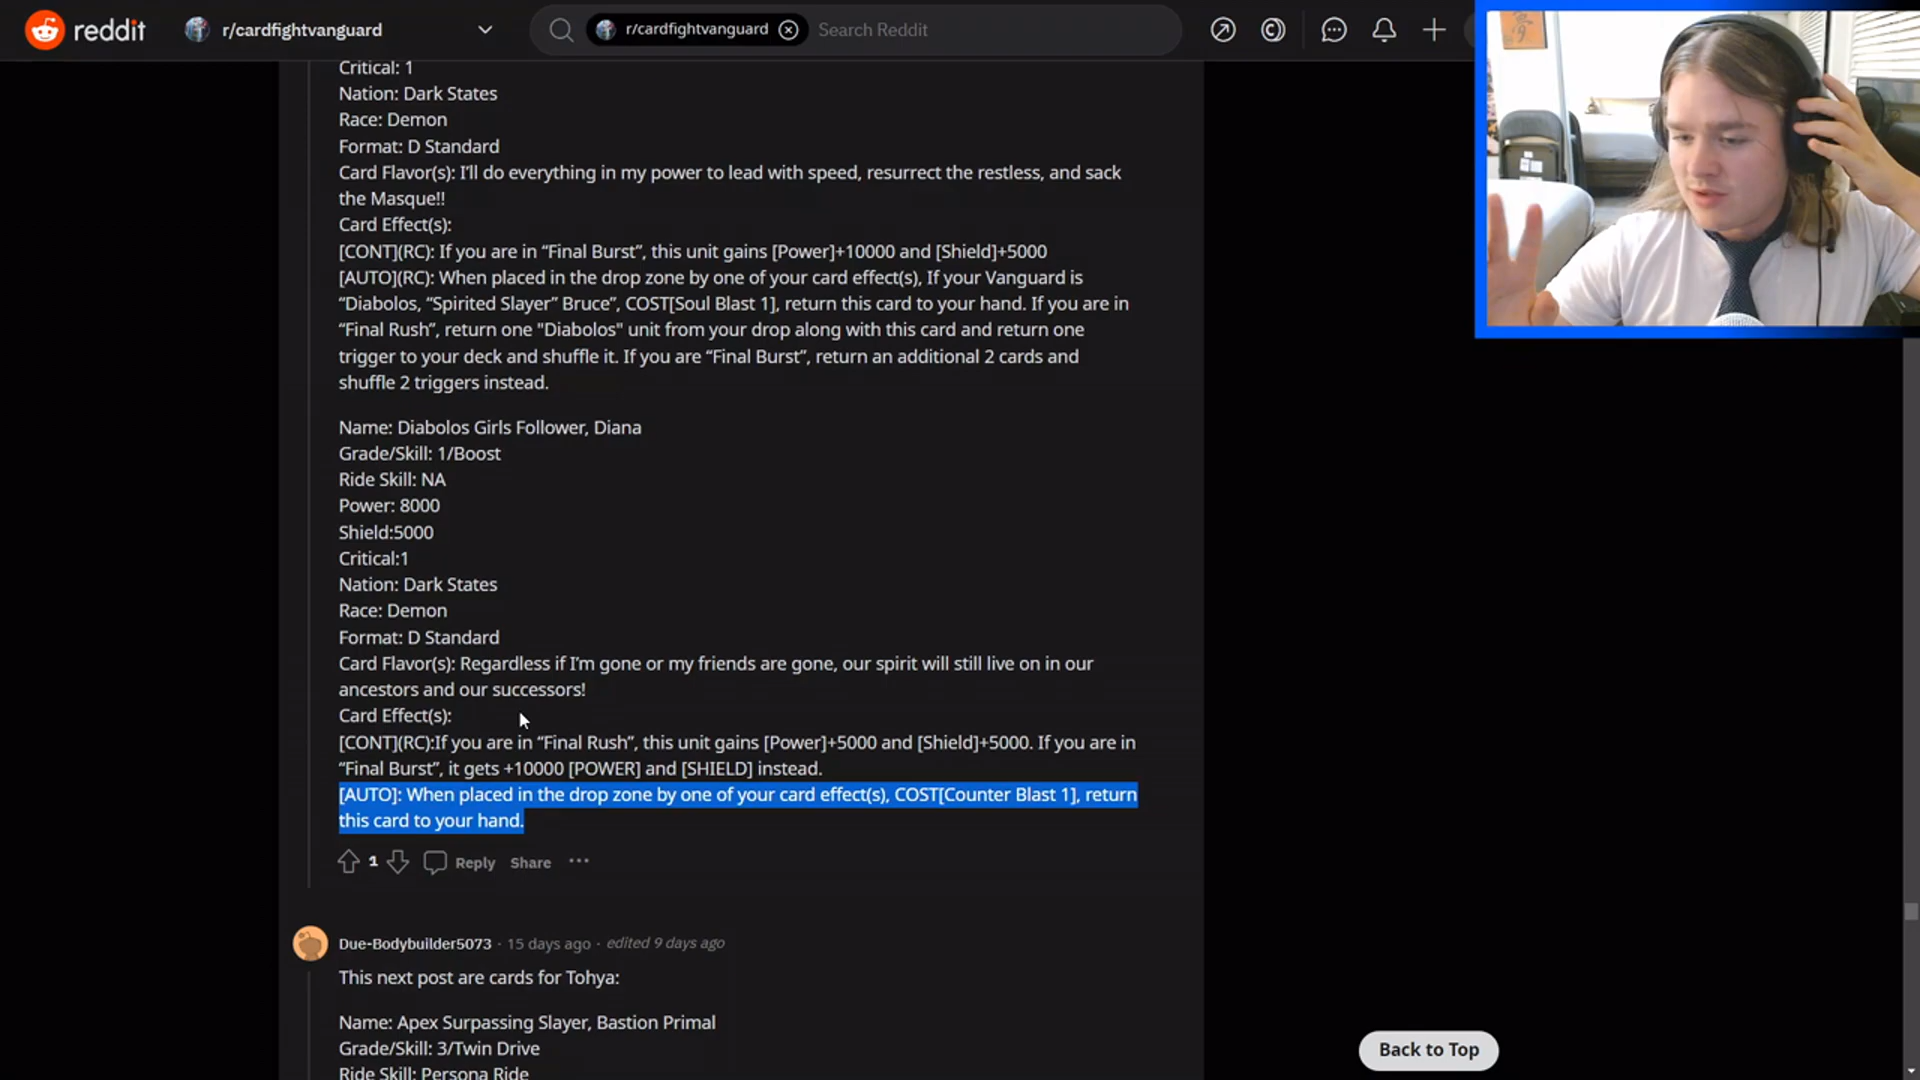 reddit
r/cardfightvanguard
r/cardfightvanguard
Search Reddit
Critical: 1
Nation: Dark States
Race: Demon
Format: D Standard
Card Flavor(s): I'll do everything in my power to lead with speed, resurrect the restless, and sack
the Masque!!
Card Effect(s):
[CONT](RC): If you are in “Final Burst”, this unit gains [Power]+10000 and [Shield]+5000
[AUTO](RC): When placed in the drop zone by one of your card effect(s), If your Vanguard is
“Diabolos, “Spirited Slayer” Bruce”, COST[Soul Blast 1], return this card to your hand. If you are in
“Final Rush”, return one "Diabolos" unit from your drop along with this card and return one
trigger to your deck and shuffle it. If you are “Final Burst”, return an additional 2 cards and
shuffle 2 triggers instead.
Name: Diabolos Girls Follower, Diana
Grade/Skill: 1/Boost
Ride Skill: NA
Power: 8000
Shield:5000
Critical:1
Nation: Dark States
Race: Demon
Format: D Standard
Card Flavor(s): Regardless if I’m gone or my friends are gone, our spirit will still live on in our
ancestors and our successors!
Card Effect(s):
[CONT](RC):If you are in “Final Rush”, this unit gains [Power]+5000 and [Shield]+5000. If you are in
“Final Burst”, it gets +10000 [POWER] and [SHIELD] instead.
[AUTO]: When placed in the drop zone by one of your card effect(s), COST[Counter Blast 1], return
this card to your hand.
1 Reply Share
Due-Bodybuilder5073 · 15 days ago · edited 9 days ago
This next post are cards for Tohya:
Name: Apex Surpassing Slayer, Bastion Primal
Grade/Skill: 3/Twin Drive
Ride Skill: Persona Ride
Back to Top